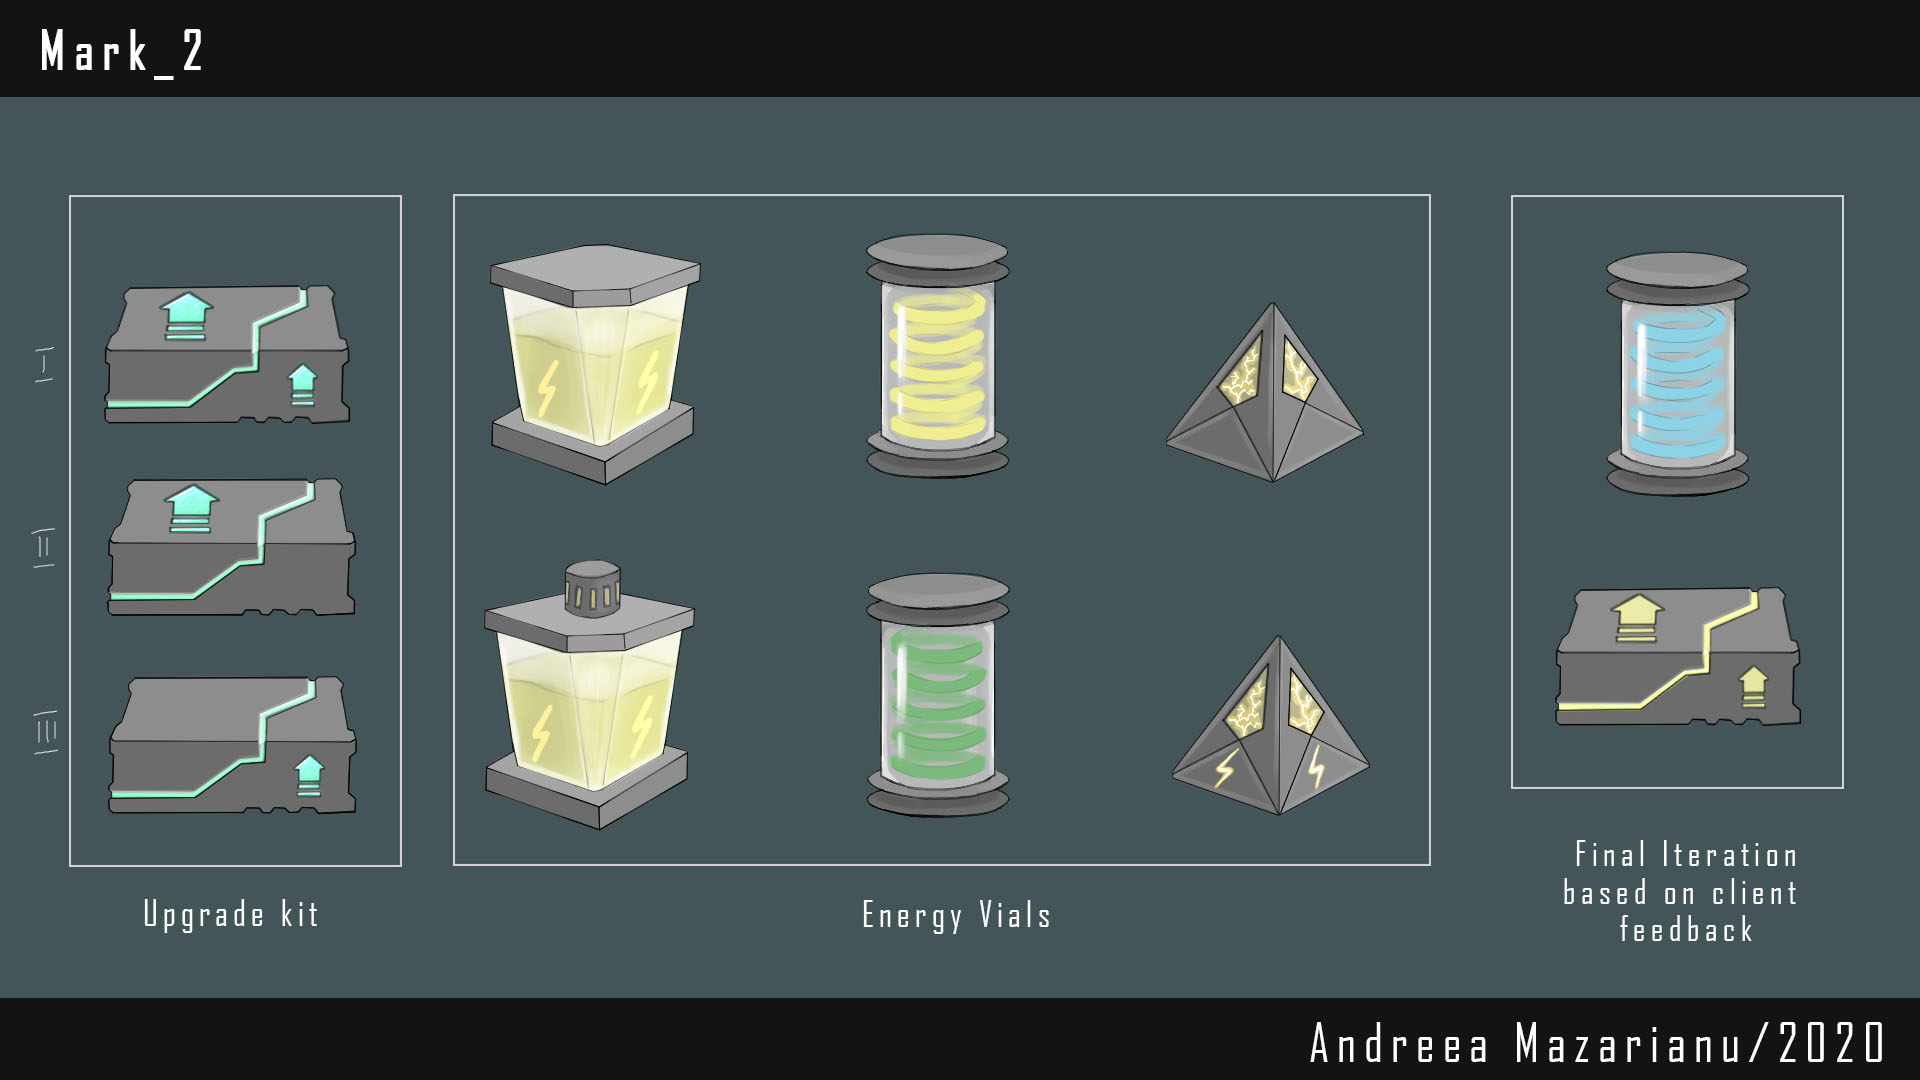 Mark_2
I
II
III
Upgrade kit
Energy Vials
Final Iteration
based on client
feedback
Andreea Mazarianu/2020